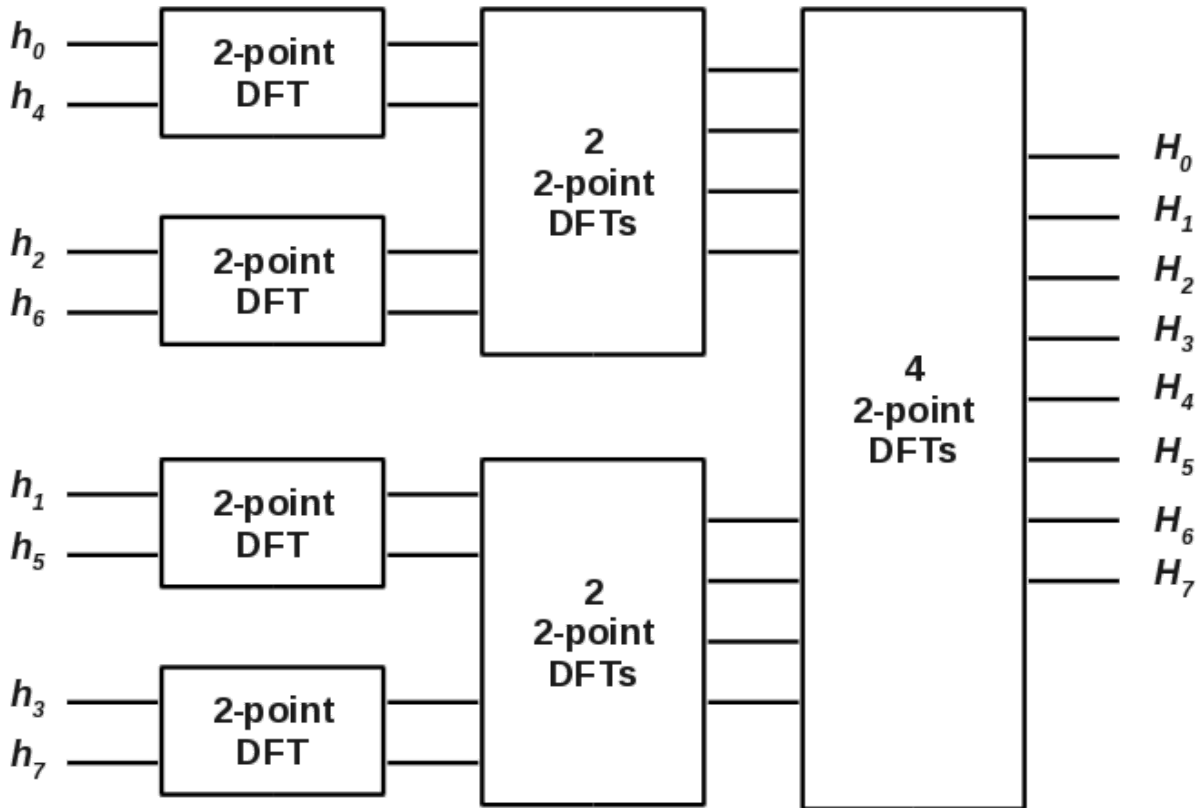 h0
h4
2-point
DFT
h2
h6
2-point
DFT
2
2-point
DFTs
h1
h5
2-point
DFT
h3
h7
2-point
DFT
2
2-point
DFTs
4
2-point
DFTs
H0
H1
H2
H3
H4
H5
H6
H7